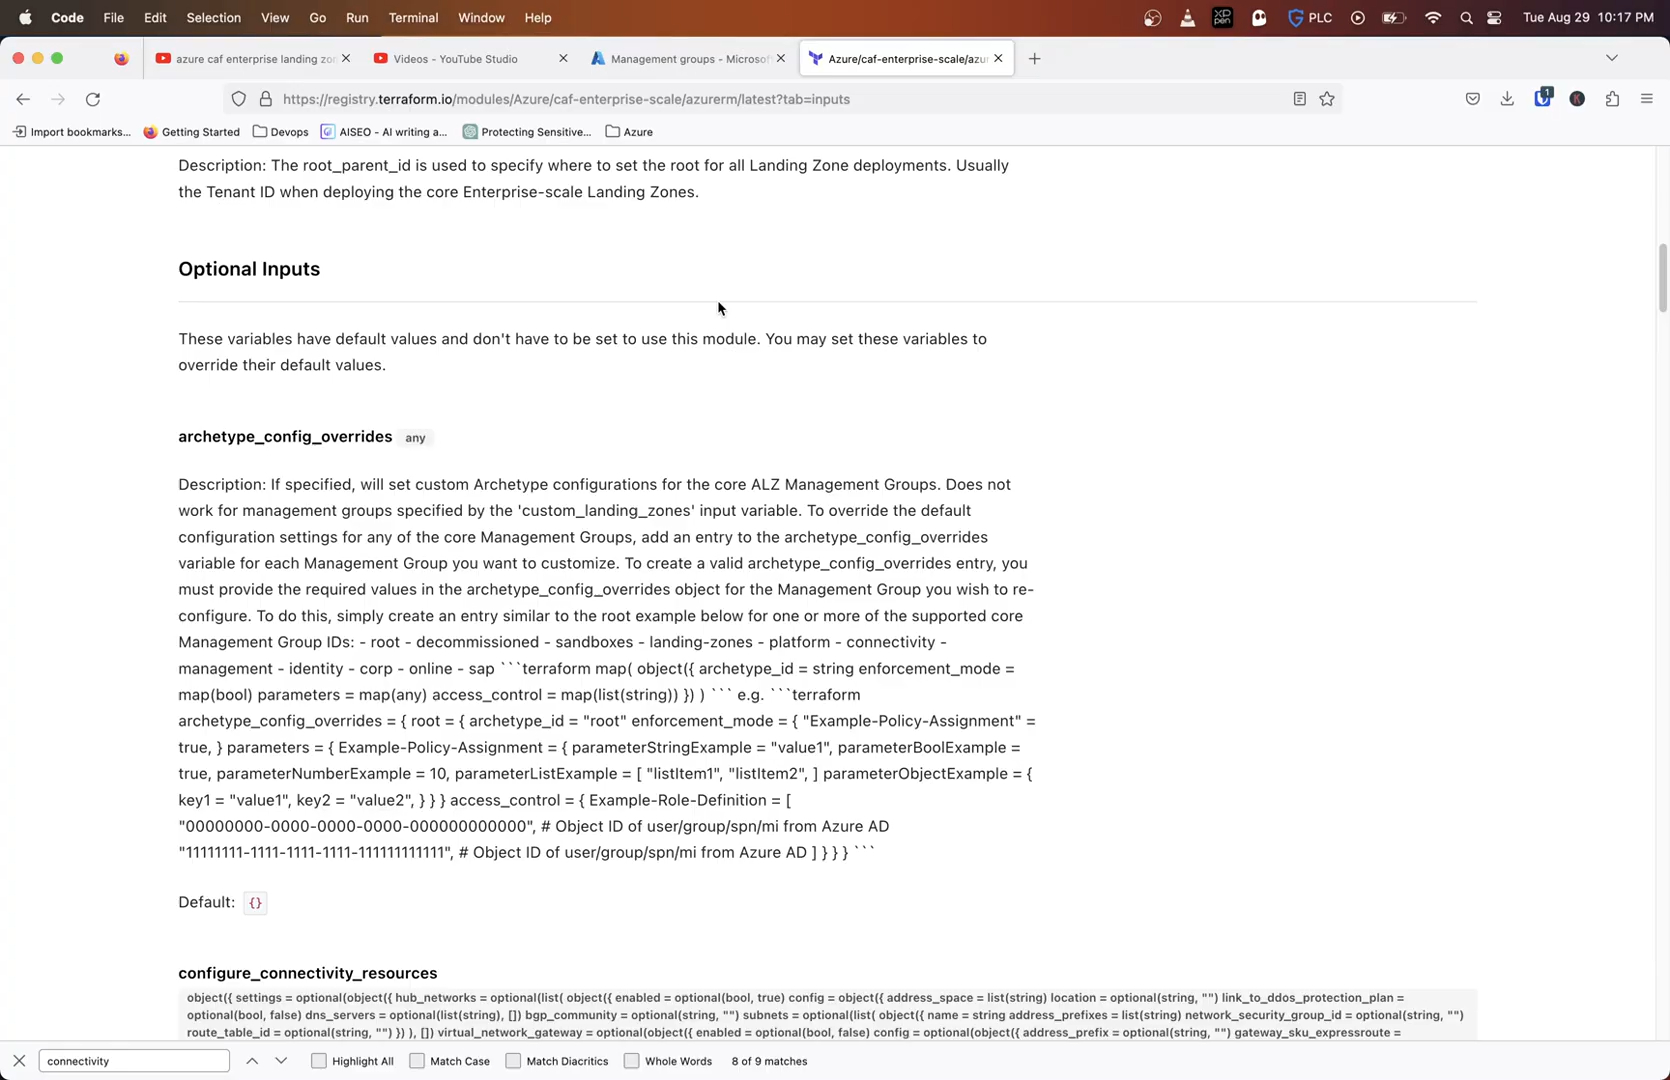 Code File Edit Selection View Go Run Terminal Window Help PLC Tue Aug 29 10:17 PM
azure caf enterprise landing zo Videos - YouTube Studio Management groups - Microsof Azure/caf-enterprise-scale/azur
https://registry.terraform.io/modules/Azure/caf-enterprise-scale/azurerm/latest?tab=inputs 1
Import bookmarks... Getting Started Devops AISEO - AI writing a... Protecting Sensitive... Azure
Description: The root_parent_id is used to specify where to set the root for all Landing Zone deployments. Usually
the Tenant ID when deploying the core Enterprise-scale Landing Zones.
Optional Inputs
These variables have default values and don't have to be set to use this module. You may set these variables to
override their default values.
archetype_config_overrides any
Description: If specified, will set custom Archetype configurations for the core ALZ Management Groups. Does not
work for management groups specified by the 'custom_landing_zones' input variable. To override the default
configuration settings for any of the core Management Groups, add an entry to the archetype_config_overrides
variable for each Management Group you want to customize. To create a valid archetype_config_overrides entry, you
must provide the required values in the archetype_config_overrides object for the Management Group you wish to re-
configure. To do this, simply create an entry similar to the root example below for one or more of the supported core
Management Group IDs: - root - decommissioned - sandboxes - landing-zones - platform - connectivity -
management - identity - corp - online - sap ```terraform map( object({ archetype_id = string enforcement_mode =
map(bool) parameters = map(any) access_control = map(list(string)) }) ) ``` e.g. ```terraform
archetype_config_overrides = { root = { archetype_id = "root" enforcement_mode = { "Example-Policy-Assignment" =
true, } parameters = { Example-Policy-Assignment = { parameterStringExample = "value1", parameterBoolExample =
true, parameterNumberExample = 10, parameterListExample = [ "listItem1", "listItem2", ] parameterObjectExample = {
key1 = "value1", key2 = "value2", } } } access_control = { Example-Role-Definition = [
"00000000-0000-0000-0000-000000000000", # Object ID of user/group/spn/mi from Azure AD
"11111111-1111-1111-1111-111111111111", # Object ID of user/group/spn/mi from Azure AD ] } } } ```
Default: {}
configure_connectivity_resources
object({ settings = optional(object({ hub_networks = optional(list( object({ enabled = optional(bool, true) config = object({ address_space = list(string) location = optional(string, "") link_to_ddos_protection_plan =
optional(bool, false) dns_servers = optional(list(string), []) bgp_community = optional(string, "") subnets = optional(list( object({ name = string address_prefixes = list(string) network_security_group_id = optional(string, "")
route_table_id = optional(string, "") }) ), []) virtual_network_gateway = optional(object({ enabled = optional(bool, false) config = optional(object({ address_prefix = optional(string, "") gateway_sku_expressroute =
connectivity Highlight All Match Case Match Diacritics Whole Words 8 of 9 matches